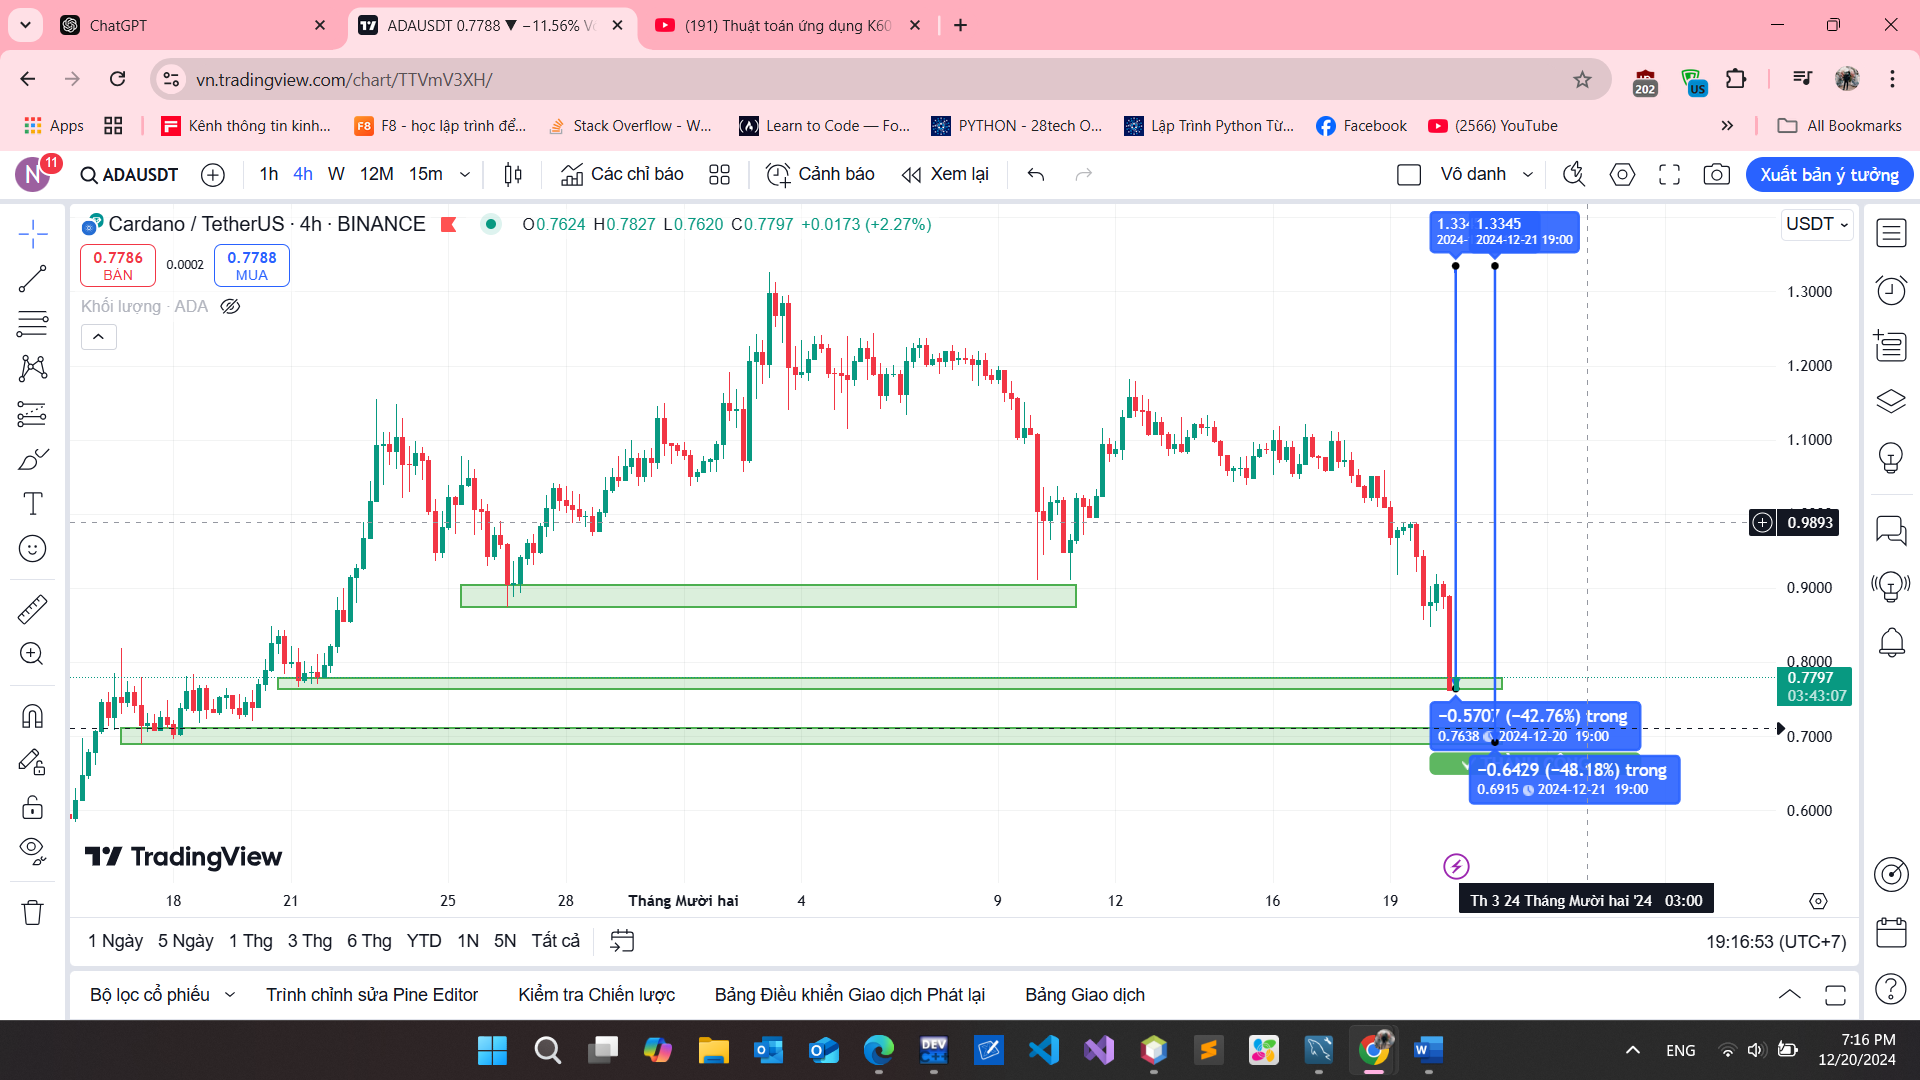 ChatGPT
ADAUSDT 0.7788 ▼ −11.56%
(191) Thuật toán ứng dụng K60
vn.tradingview.com/chart/TTVmV3XH/
202
US
Apps
Kênh thông tin kinh...
F8 - học lập trình để...
Stack Overflow - W...
Learn to Code — Fo...
PYTHON - 28tech O...
Lập Trình Python Từ...
Facebook
(2566) YouTube
All Bookmarks
N 11
ADAUSDT
1h 4h W 12M 15m
Các chỉ báo
Cảnh báo
Xem lại
Vô danh
Xuất bản ý tưởng
Cardano / TetherUS · 4h · BINANCE
O0.7624 H0.7827 L0.7620 C0.7797 +0.0173 (+2.27%)
USDT
0.7786
BÁN
0.0002
0.7788
MUA
Khối lượng · ADA
1.3345
2024-12-21 19:00
1.3000
1.2000
1.1000
0.9893
0.9000
0.8000
0.7797
03:43:07
0.7000
0.6000
−0.5707 (−42.76%) trong
0.7638 2024-12-20 19:00
−0.6429 (−48.18%) trong
0.6915 2024-12-21 19:00
TradingView
18 21 25 28 Tháng Mười hai 4 9 12 16 19
Th 3 24 Tháng Mười hai '24 03:00
1 Ngày 5 Ngày 1 Thg 3 Thg 6 Thg YTD 1N 5N Tất cả
19:16:53 (UTC+7)
Bộ lọc cổ phiếu
Trình chỉnh sửa Pine Editor
Kiểm tra Chiến lược
Bảng Điều khiển Giao dịch Phát lại
Bảng Giao dịch
DEV
C++
ENG
7:16 PM
12/20/2024